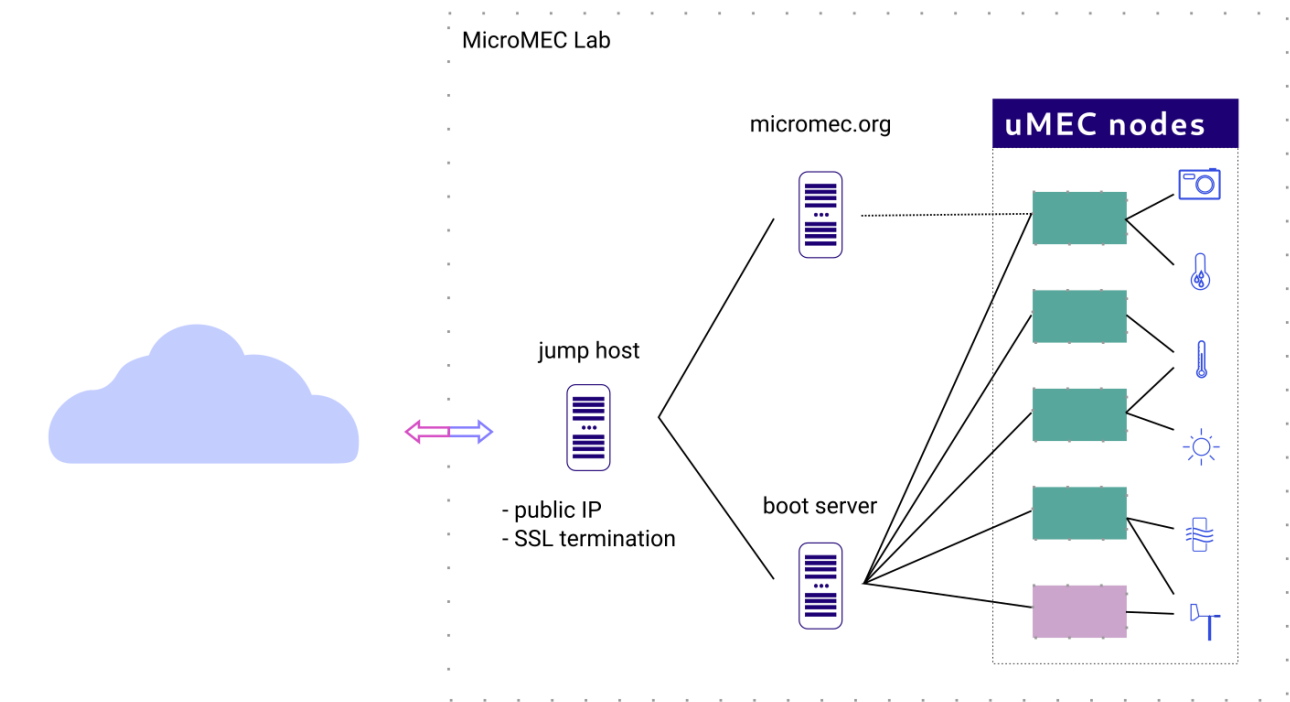 MicroMEC Lab
micromec.org
uMEC nodes
jump host
- public IP
- SSL termination
boot server